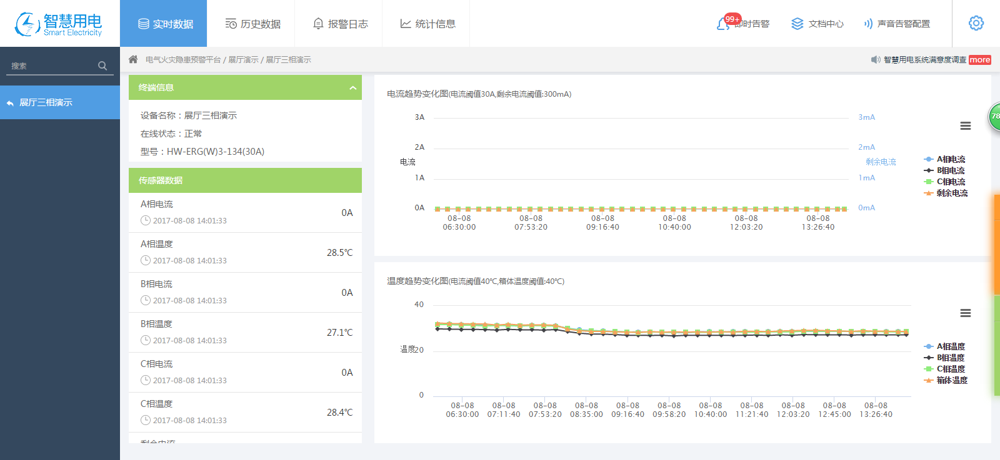 智慧用电
Smart Electricity
实时数据
历史数据
报警日志
统计信息
99+
即时告警
文档中心
声音告警配置
搜索
电气火灾隐患预警平台 / 展厅演示 / 展厅三相演示
智慧用电系统满意度调查 more
展厅三相演示
终端信息
设备名称：展厅三相演示
在线状态：正常
型号：HW-ERG(W)3-134(30A)
传感器数据
A相电流
0A
2017-08-08 14:01:33
A相温度
28.5℃
2017-08-08 14:01:33
B相电流
0A
2017-08-08 14:01:33
B相温度
27.1℃
2017-08-08 14:01:33
C相电流
0A
2017-08-08 14:01:33
C相温度
28.4℃
2017-08-08 14:01:33
剩余电流
电流趋势变化图(电流阈值30A,剩余电流阈值:300mA)
3A
2A
电流
1A
0A
3mA
2mA
剩余电流
1mA
0mA
08-08 06:30:00
08-08 07:53:20
08-08 09:16:40
08-08 10:40:00
08-08 12:03:20
08-08 13:26:40
A相电流
B相电流
C相电流
剩余电流
78
温度趋势变化图(电流阈值40℃,箱体温度阈值:40℃)
40
温度
20
0
08-08 06:30:00
08-08 07:11:40
08-08 07:53:20
08-08 08:35:00
08-08 09:16:40
08-08 09:58:20
08-08 10:40:00
08-08 11:21:40
08-08 12:03:20
08-08 12:45:00
08-08 13:26:40
A相温度
B相温度
C相温度
箱体温度